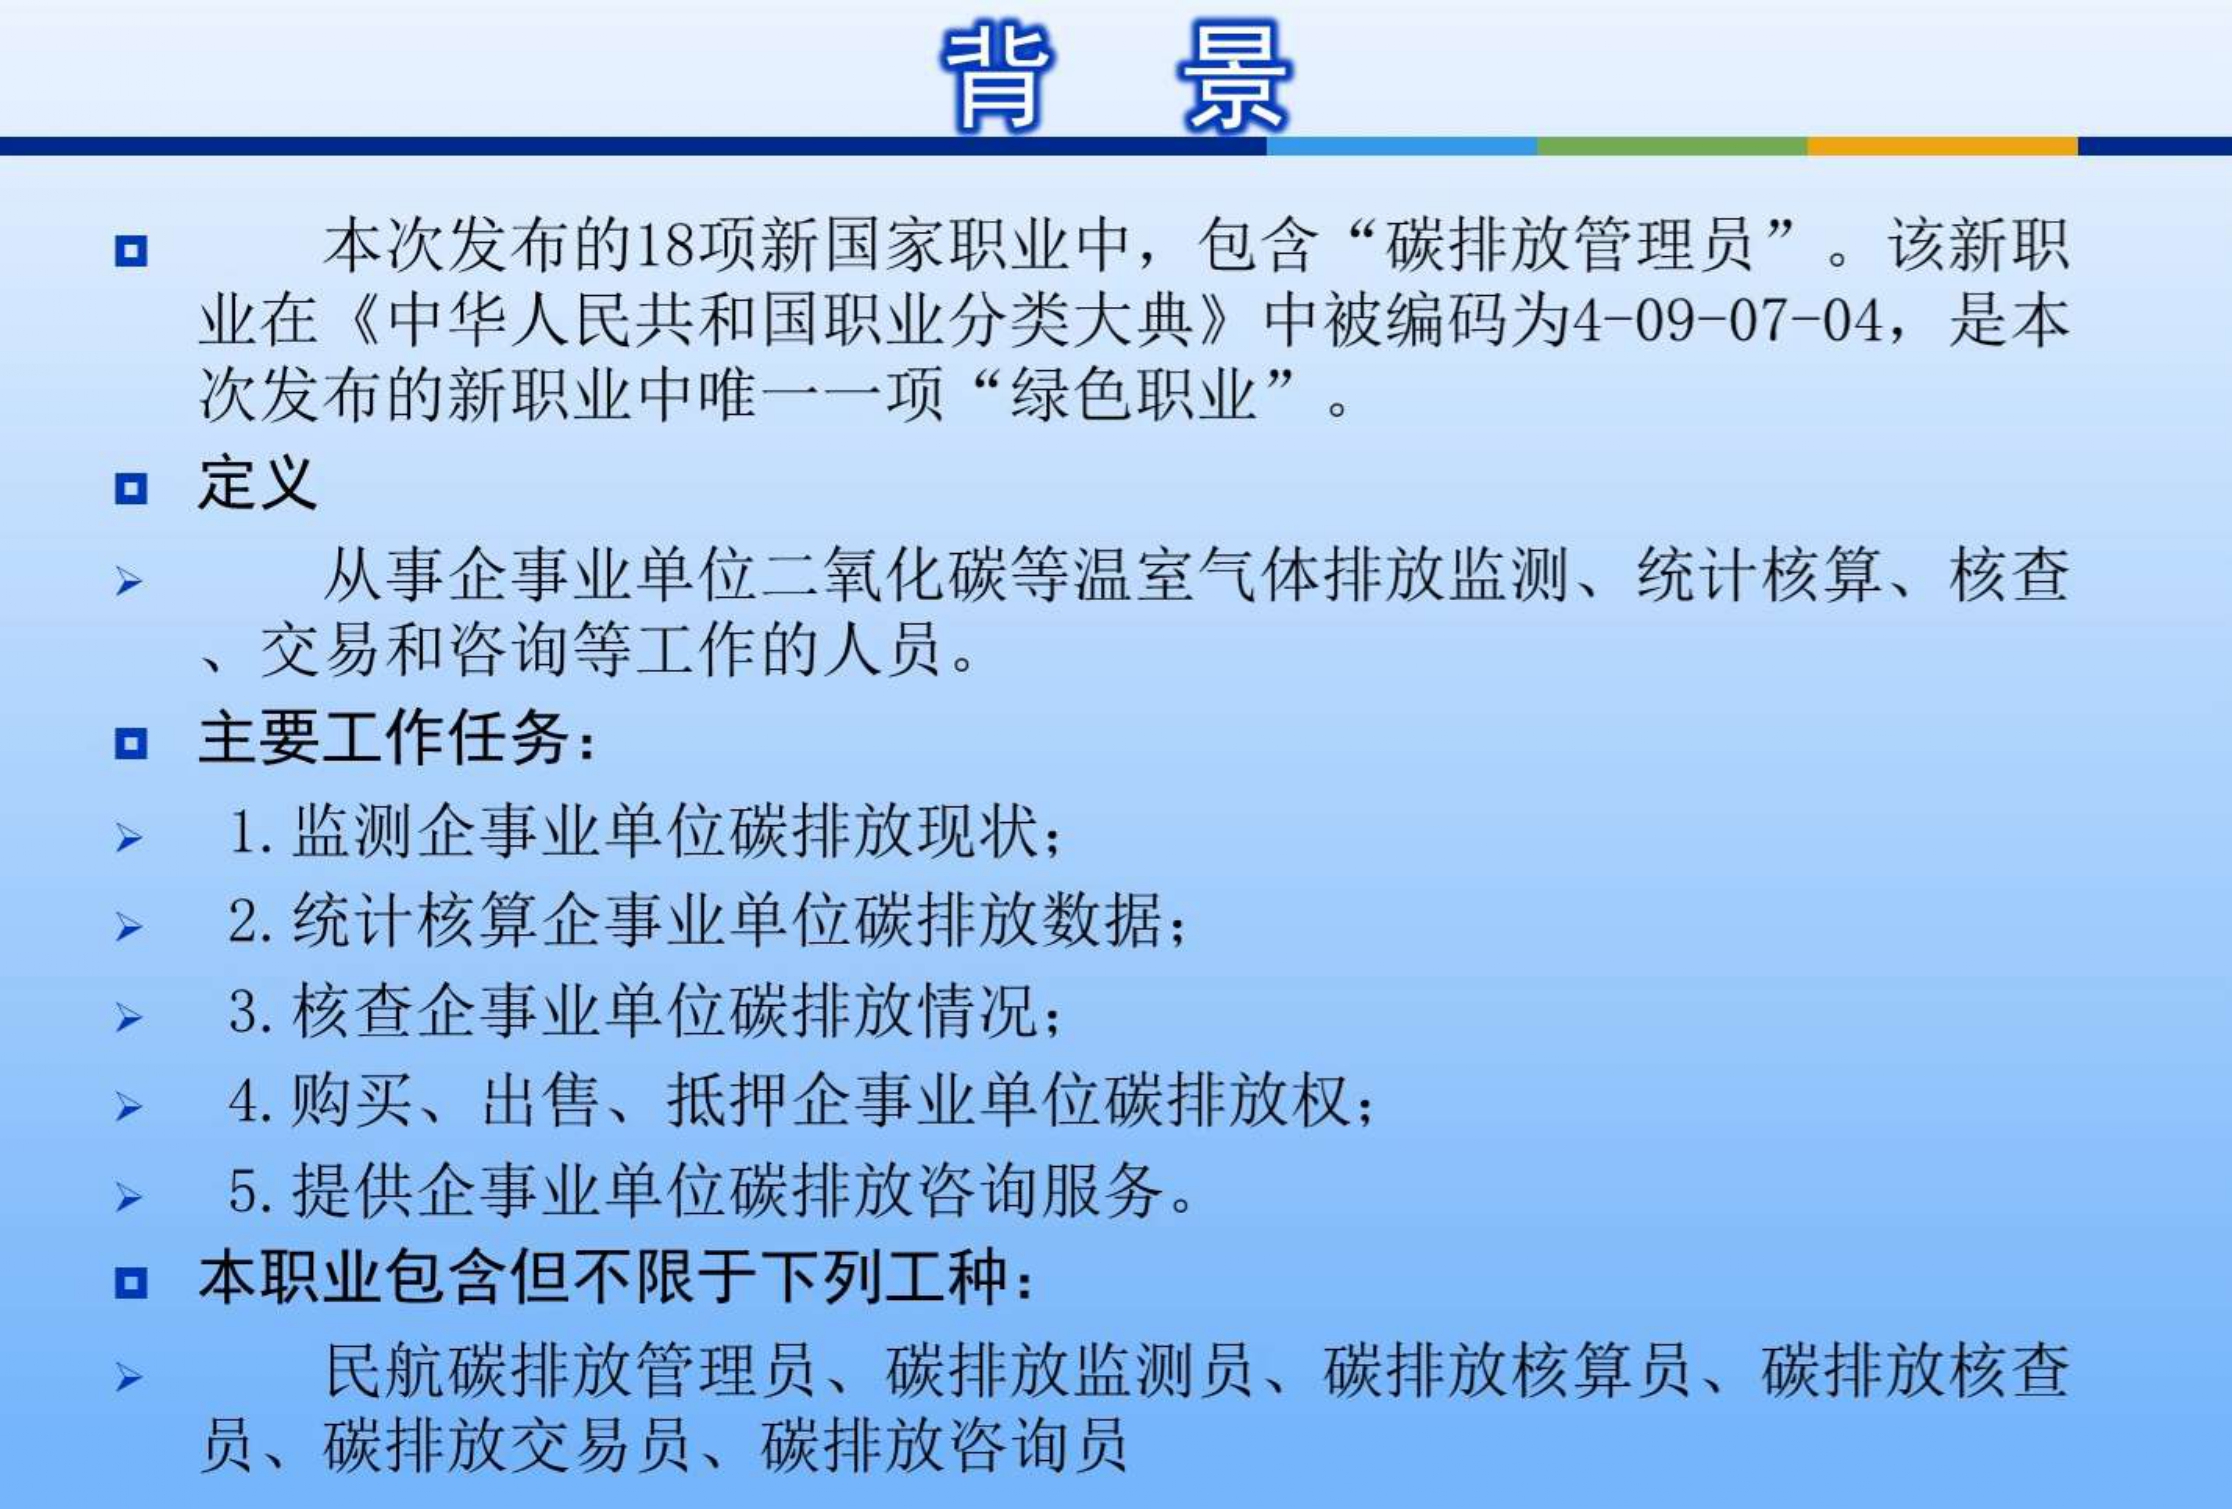 背 景
本次发布的18项新国家职业中，包含“碳排放管理员”。该新职
业在《中华人民共和国职业分类大典》中被编码为4-09-07-04，是本
次发布的新职业中唯一一项“绿色职业”。
定义
从事企事业单位二氧化碳等温室气体排放监测、统计核算、核查
、交易和咨询等工作的人员。
主要工作任务：
1.监测企事业单位碳排放现状；
2.统计核算企事业单位碳排放数据；
3.核查企事业单位碳排放情况；
4.购买、出售、抵押企事业单位碳排放权；
5.提供企事业单位碳排放咨询服务。
本职业包含但不限于下列工种：
民航碳排放管理员、碳排放监测员、碳排放核算员、碳排放核查
员、碳排放交易员、碳排放咨询员